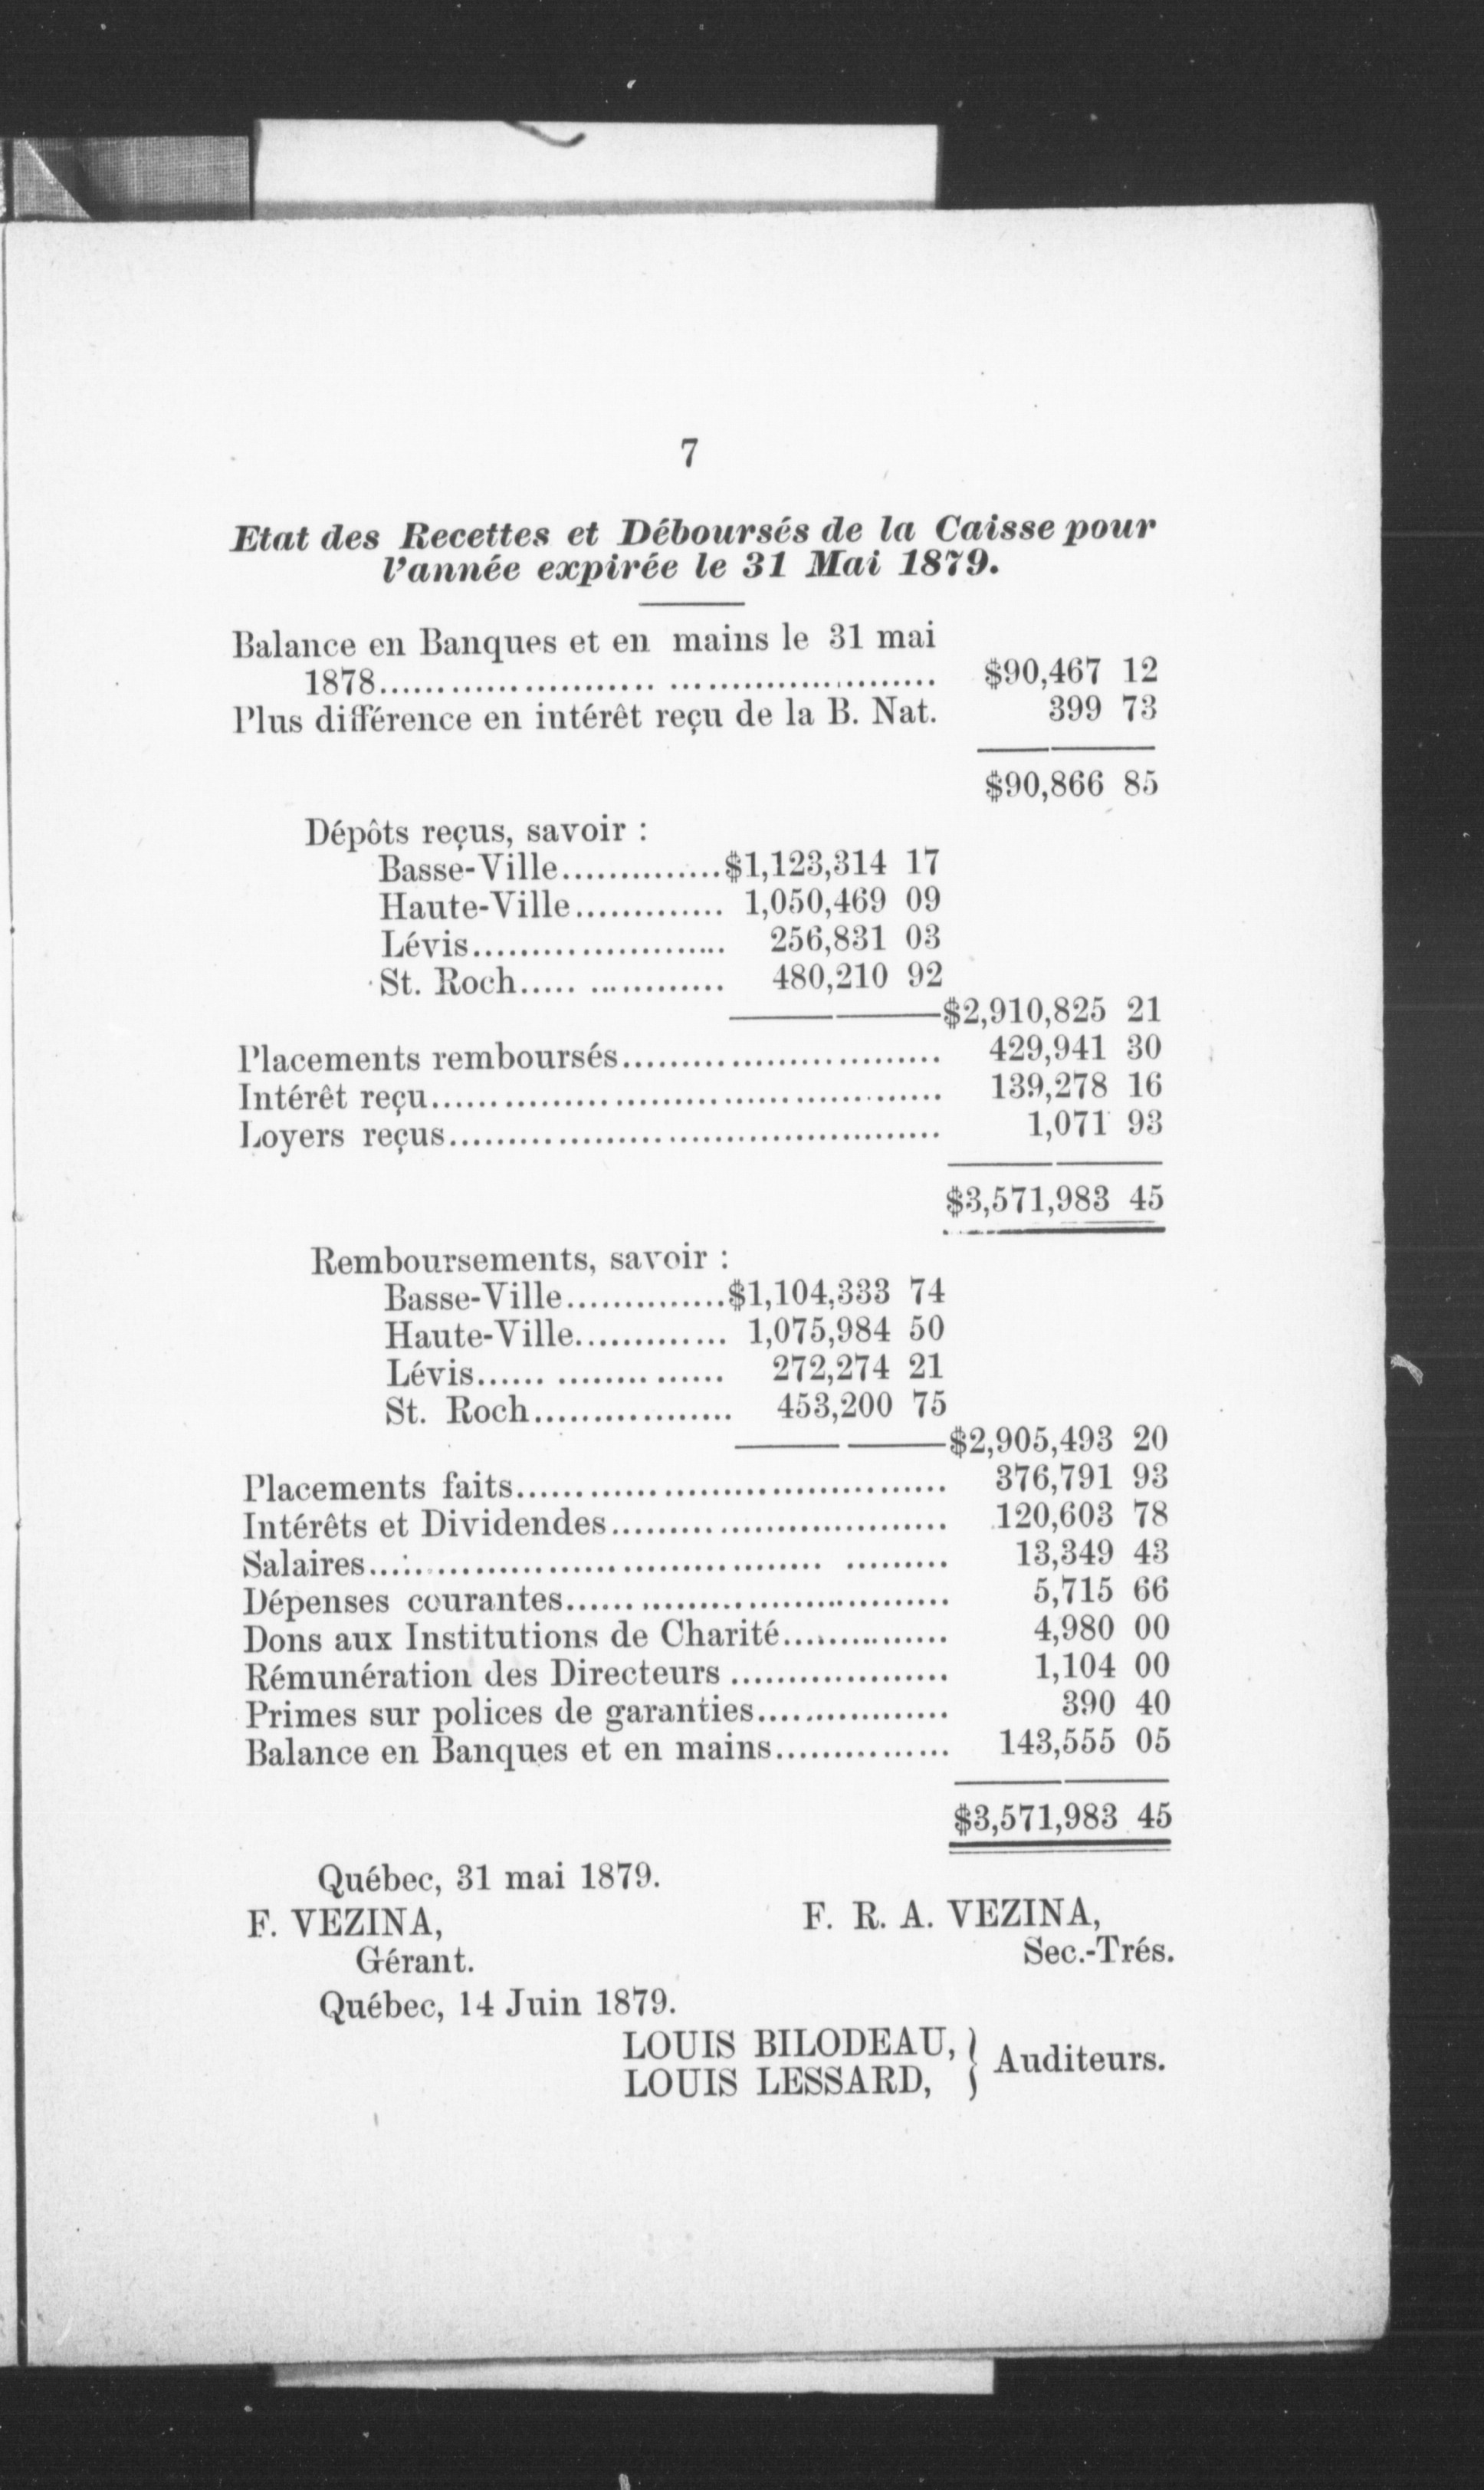 7
Etat des Recettes et Déboursés de la Caisse pour
l'année expirée le 31 Mai 1879.
Balance en Banques et en mains le 31 mai
1878.......................................... $90,467 12
Plus différence en intérêt reçu de la B. Nat. 399 73
$90,866 85
Dépôts reçus, savoir :
Basse-Ville..............$1,123,314 17
Haute-Ville............. 1,050,469 09
Lévis...................... 256,831 03
St. Roch..... ............ 480,210 92
$2,910,825 21
Placements remboursés........................... 429,941 30
Intérêt reçu........................................... 139,278 16
Loyers reçus.......................................... 1,071 93
$3,571,983 45
Remboursements, savoir :
Basse-Ville..............$1,104,333 74
Haute-Ville............. 1,075,984 50
Lévis...... ........ ...... 272,274 21
St. Roch................. 453,200 75
$2,905,493 20
Placements faits.................................... 376,791 93
Intérêts et Dividendes............................ 120,603 78
Salaires...................................... ......... 13,349 43
Dépenses courantes................................ 5,715 66
Dons aux Institutions de Charité.............. 4,980 00
Rémunération des Directeurs ................... 1,104 00
Primes sur polices de garanties................ 390 40
Balance en Banques et en mains............... 143,555 05
$3,571,983 45
Québec, 31 mai 1879.
F. VEZINA, F. R. A. VEZINA,
Gérant. Sec.-Trés.
Québec, 14 Juin 1879.
LOUIS BILODEAU, } Auditeurs.
LOUIS LESSARD,